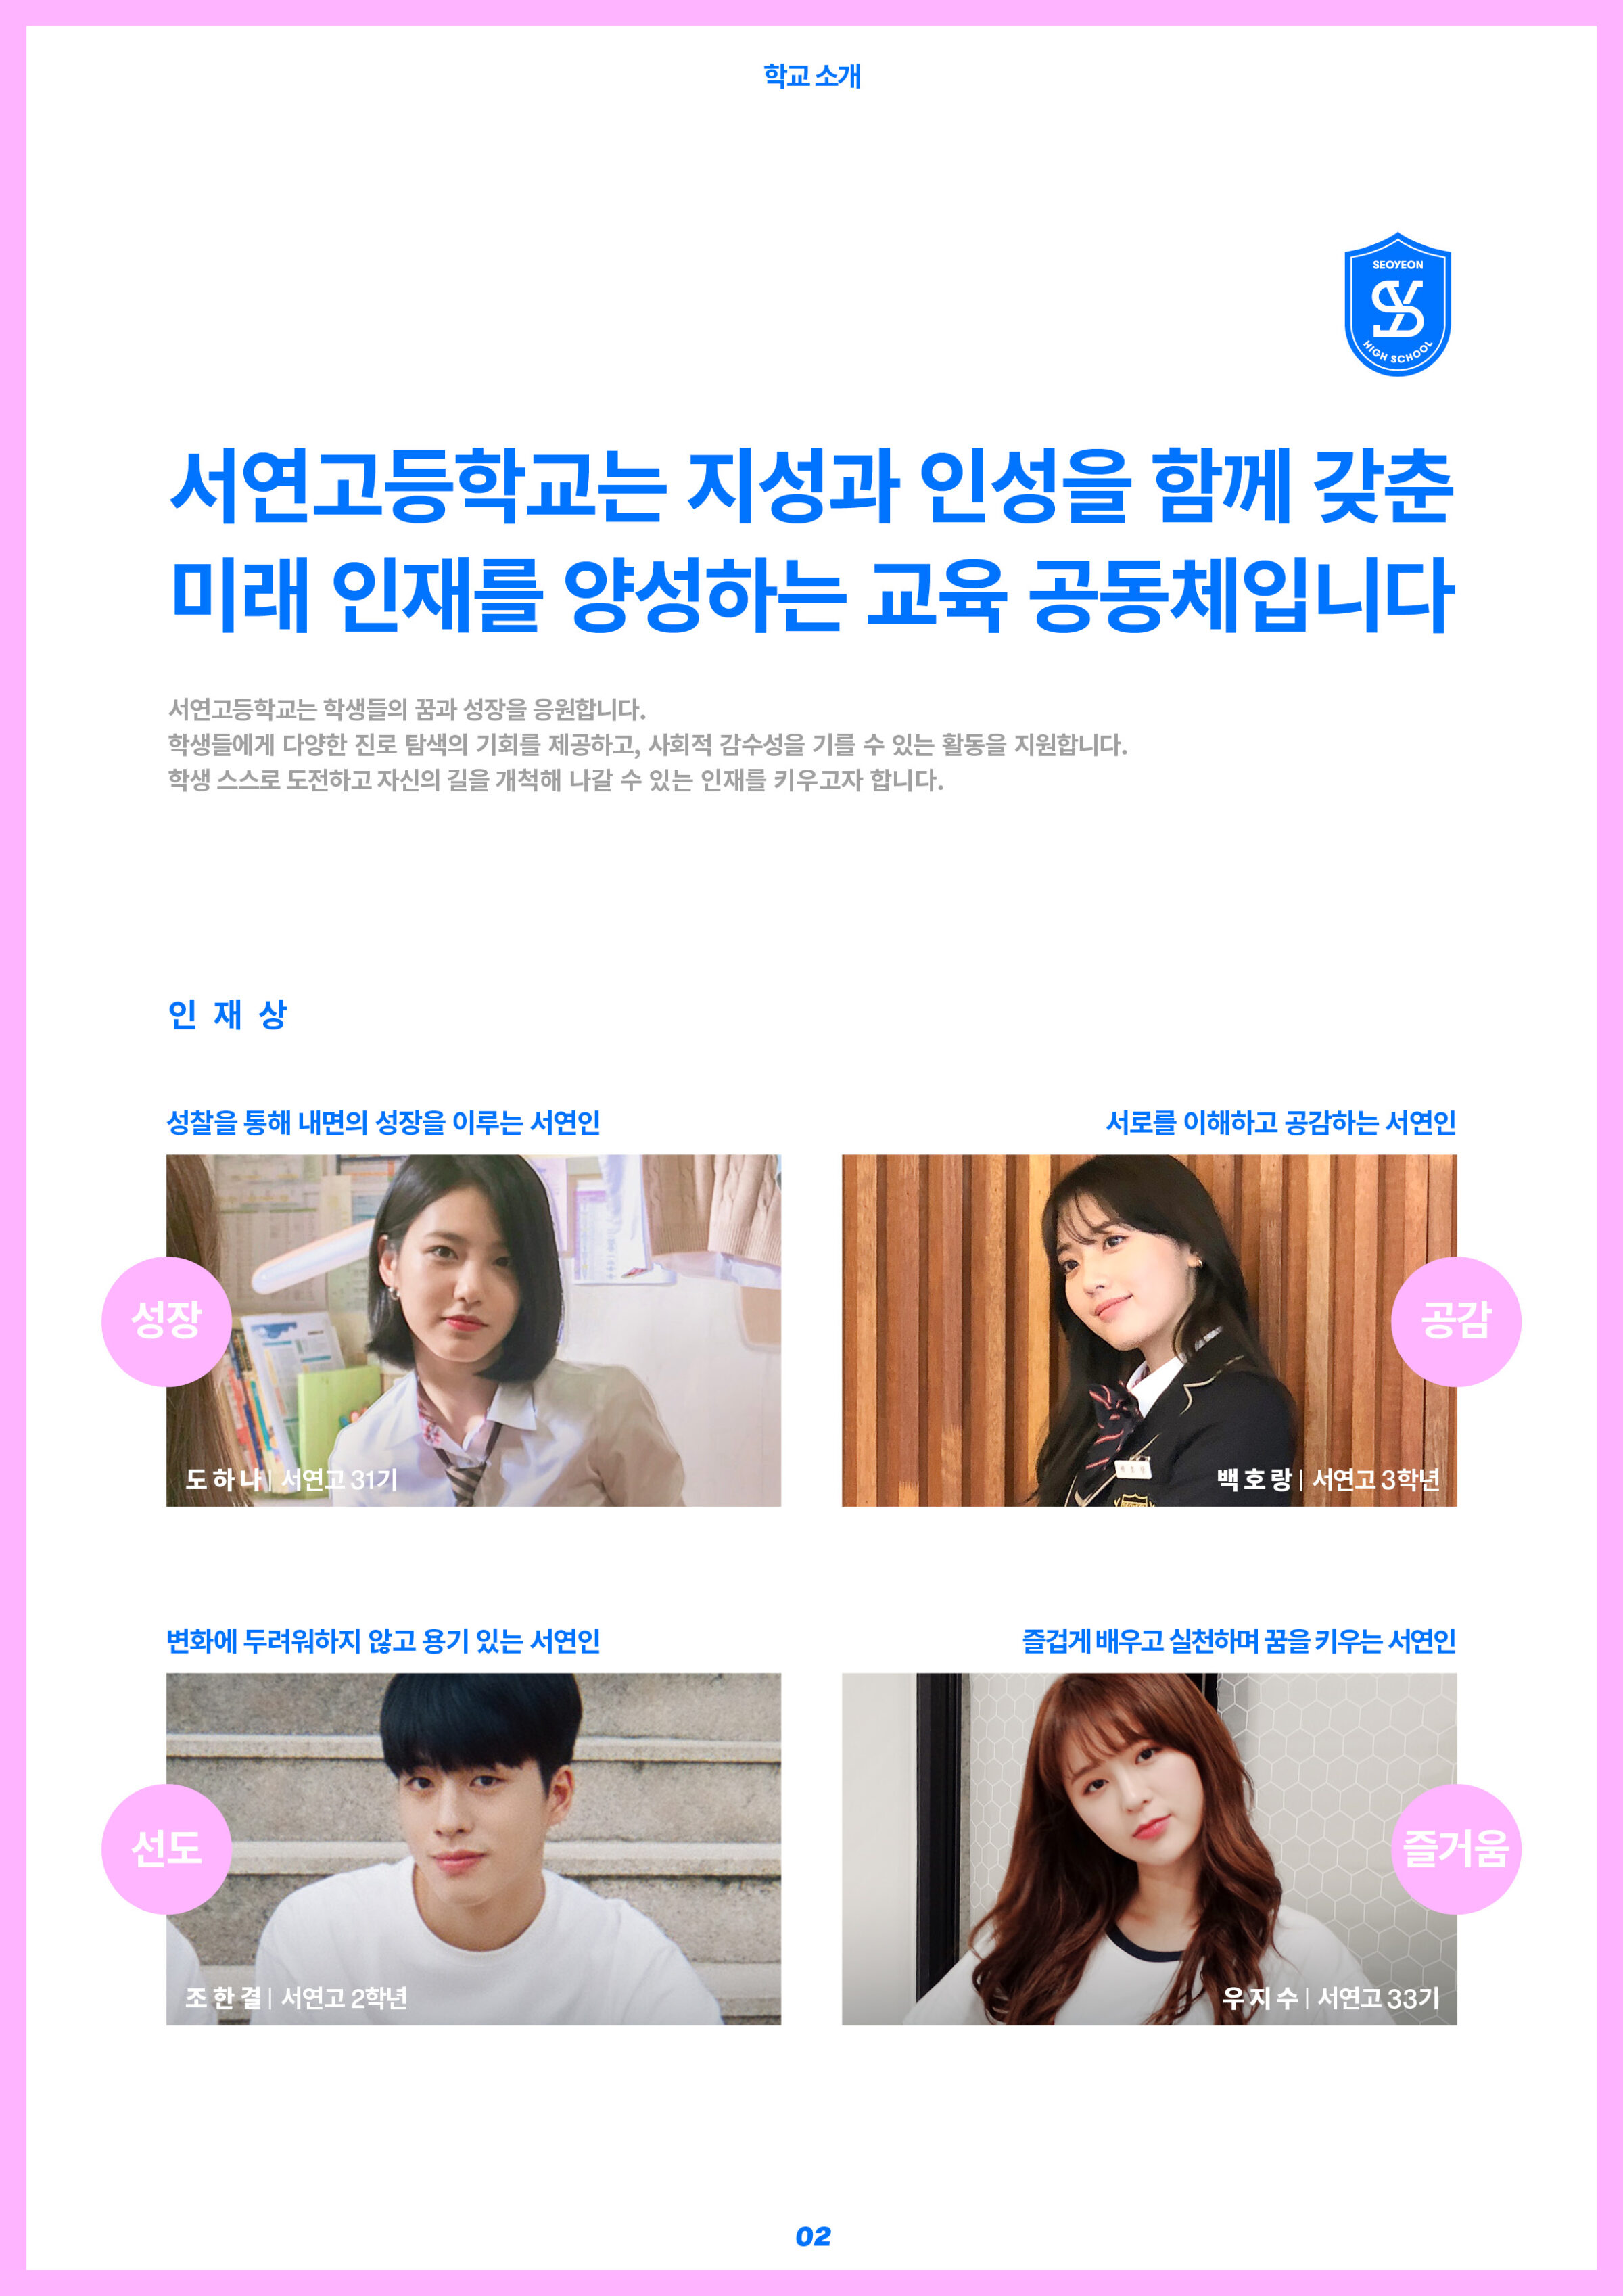 학교 소개
SEOYEON
SY
HIGH SCHOOL
서연고등학교는 지성과 인성을 함께 갖춘
미래 인재를 양성하는 교육 공동체입니다
서연고등학교는 학생들의 꿈과 성장을 응원합니다.
학생들에게 다양한 진로 탐색의 기회를 제공하고, 사회적 감수성을 기를 수 있는 활동을 지원합니다.
학생 스스로 도전하고 자신의 길을 개척해 나갈 수 있는 인재를 키우고자 합니다.
인 재 상
성찰을 통해 내면의 성장을 이루는 서연인
성장
도 하 나 | 서연고 31기
서로를 이해하고 공감하는 서연인
공감
백 호 랑 | 서연고 3학년
변화에 두려워하지 않고 용기 있는 서연인
선도
조 한 결 | 서연고 2학년
즐겁게 배우고 실천하며 꿈을 키우는 서연인
즐거움
우 지 수 | 서연고 33기
02